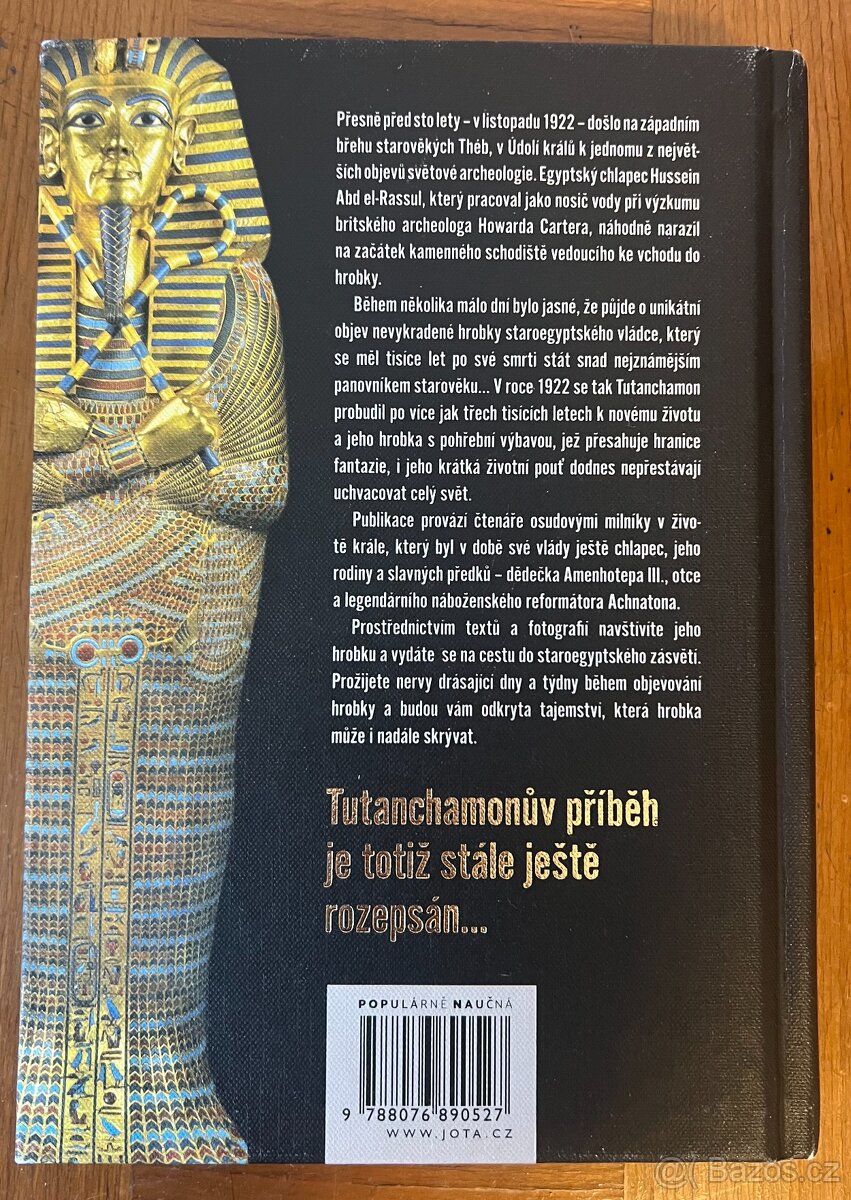 Přesně před sto lety – v listopadu 1922 – došlo na západním
břehu starověkých Théb, v Údolí králů k jednomu z největ-
ších objevů světové archeologie. Egyptský chlapec Hussein
Abd el-Rassul, který pracoval jako nosič vody při výzkumu
britského archeologa Howarda Cartera, náhodně narazil
na začátek kamenného schodiště vedoucího ke vchodu do
hrobky.
Během několika málo dní bylo jasné, že půjde o unikátní
objev nevykradené hrobky staroegyptského vládce, který
se měl tisíce let po své smrti stát snad nejznámějším
panovníkem starověku... V roce 1922 se tak Tutanchamon
probudil po více jak třech tisících letech k novému životu
a jeho hrobka s pohřební výbavou, jež přesahuje hranice
fantazie, i jeho krátká životní pouť dodnes nepřestávají
uchvacovat celý svět.
Publikace provází čtenáře osudovými milníky v živo-
tě krále, který byl v době své vlády ještě chlapec, jeho
rodiny a slavných předků – dědečka Amenhotepa III., otce
a legendárního náboženského reformátora Achnatona.
Prostřednictvím textů a fotografií navštívíte jeho
hrobku a vydáte se na cestu do staroegyptského zásvětí.
Prožijete nervy drásající dny a týdny během objevování
hrobky a budou vám odkryta tajemství, která hrobka
může i nadále skrývat.
Tutanchamonův příběh
je totiž stále ještě
rozepsán...
POPULÁRNĚ NAUČNÁ
9 788076 890527
WWW.JOTA.CZ
Bazos.cz